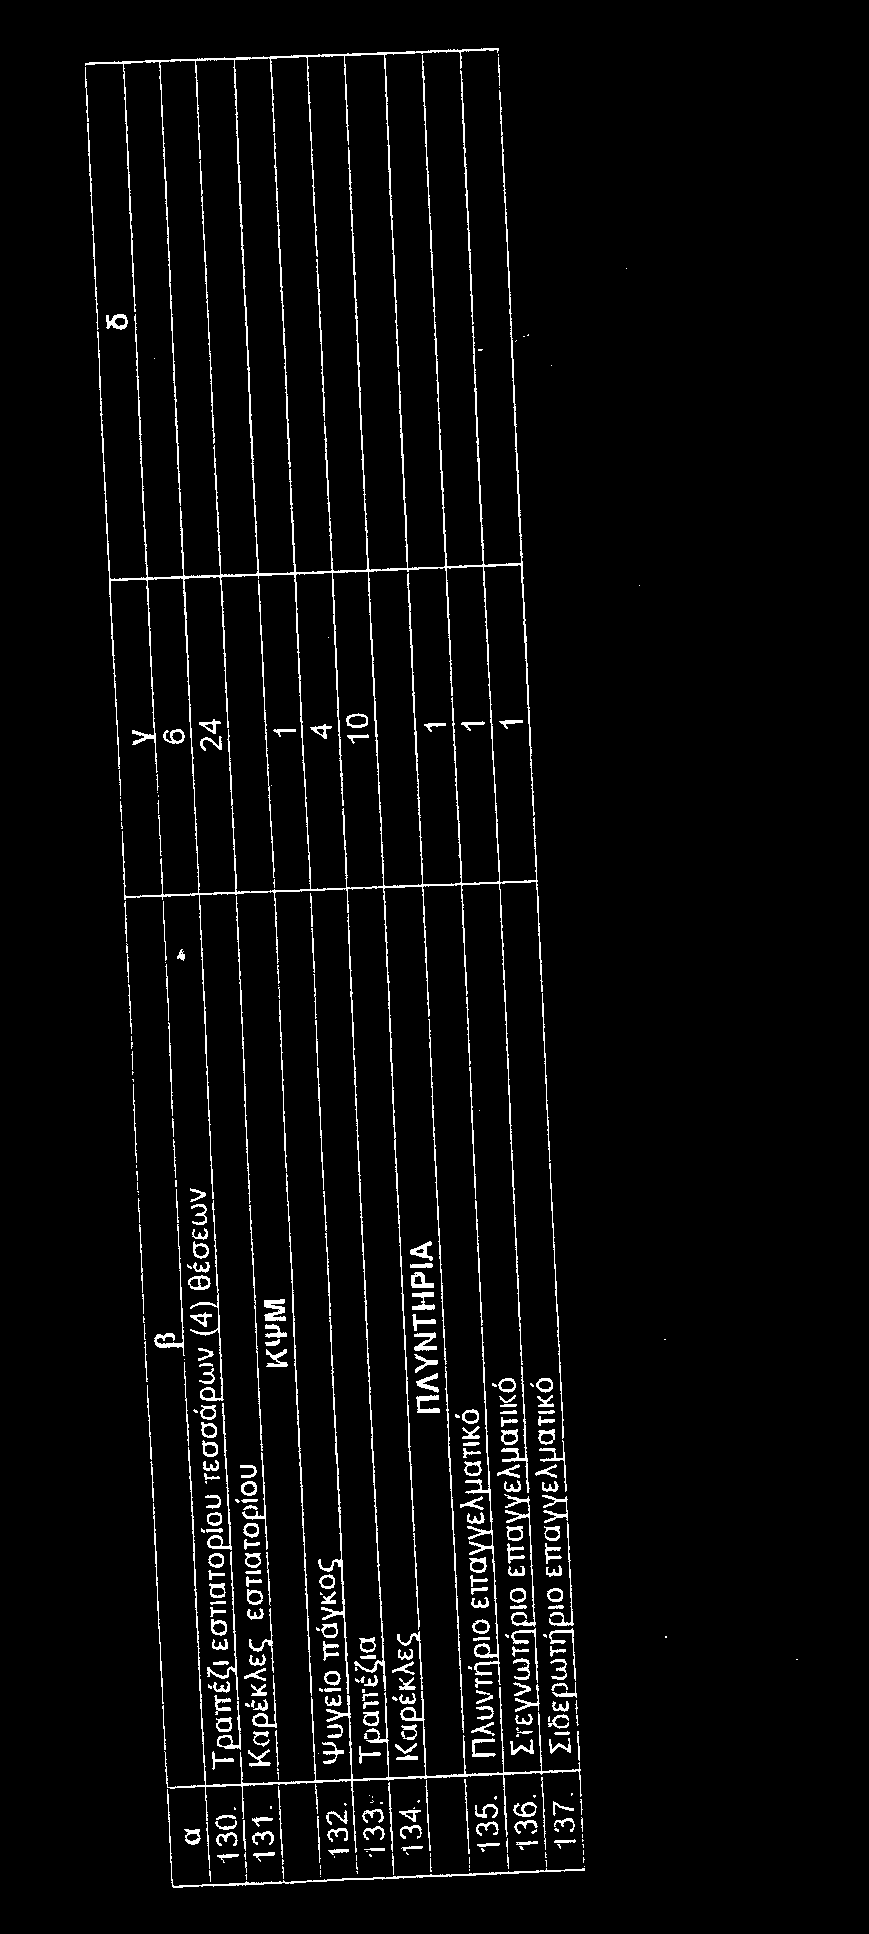 α β γ δ
130. Τραπέζι εστιατορίου τεσσάρων (4) θέσεων 6
131. Καρέκλες εστιατορίου 24
ΚΨΜ
132. Ψυγείο πάγκος 1
133. Τραπέζια 4
134. Καρέκλες 10
ΠΛΥΝΤΗΡΙΑ
135. Πλυντήριο επαγγελματικό 1
136. Στεγνωτήριο επαγγελματικό 1
137. Σιδερωτήριο επαγγελματικό 1